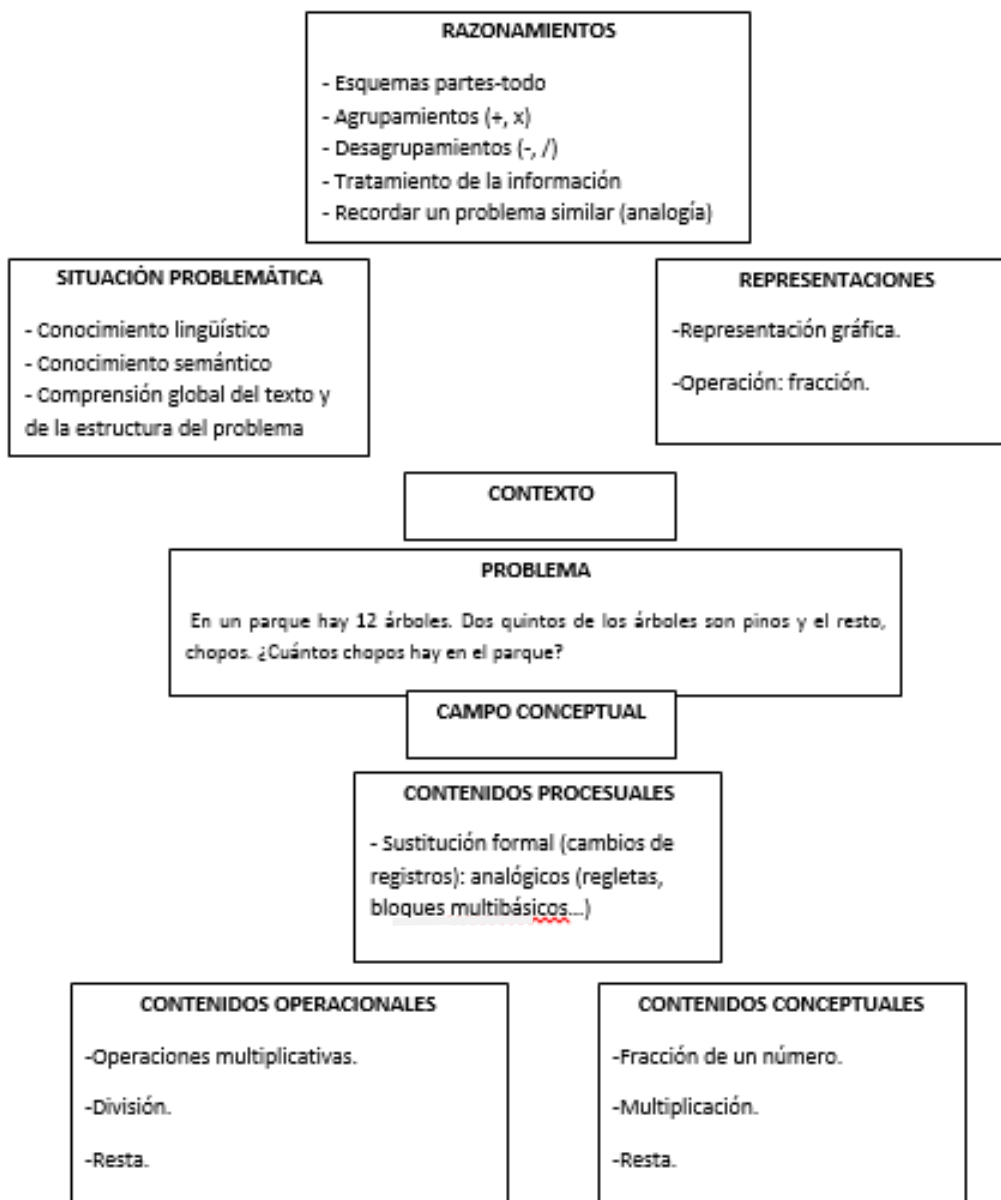 RAZONAMIENTOS
- Esquemas partes-todo
- Agrupamientos (+, x)
- Desagrupamientos (-, /)
- Tratamiento de la información
- Recordar un problema similar (analogía)
SITUACIÓN PROBLEMÁTICA
- Conocimiento lingüístico
- Conocimiento semántico
- Comprensión global del texto y
de la estructura del problema
REPRESENTACIONES
-Representación gráfica.
-Operación: fracción.
CONTEXTO
PROBLEMA
En un parque hay 12 árboles. Dos quintos de los árboles son pinos y el resto,
chopos. ¿Cuántos chopos hay en el parque?
CAMPO CONCEPTUAL
CONTENIDOS PROCESUALES
- Sustitución formal (cambios de
registros): analógicos (regletas,
bloques multibásicos...)
CONTENIDOS OPERACIONALES
-Operaciones multiplicativas.
-División.
-Resta.
CONTENIDOS CONCEPTUALES
-Fracción de un número.
-Multiplicación.
-Resta.